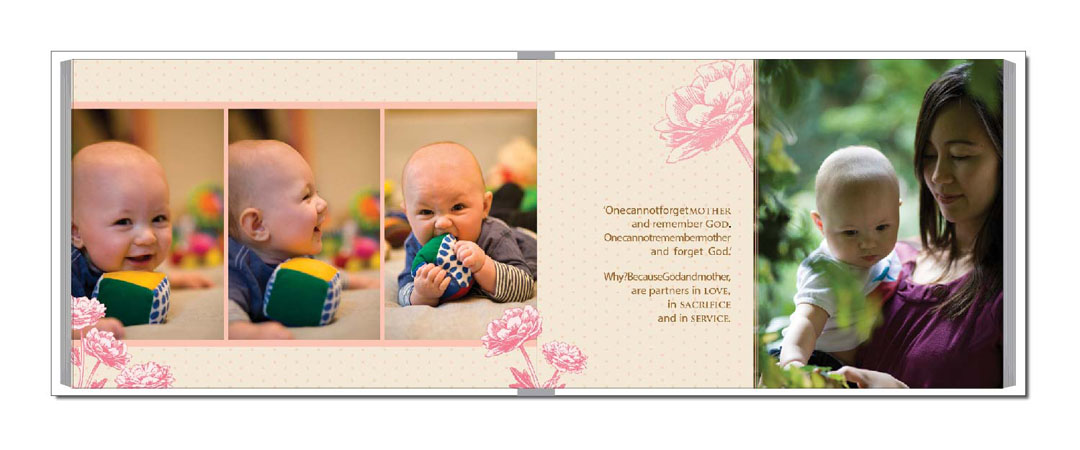 'OnecannotforgetMOTHER
and remember GOD.
Onecannotremembermother
and forget God.'
Why?BecauseGodandmother,
are partners in LOVE,
in SACRIFICE
and in SERVICE.